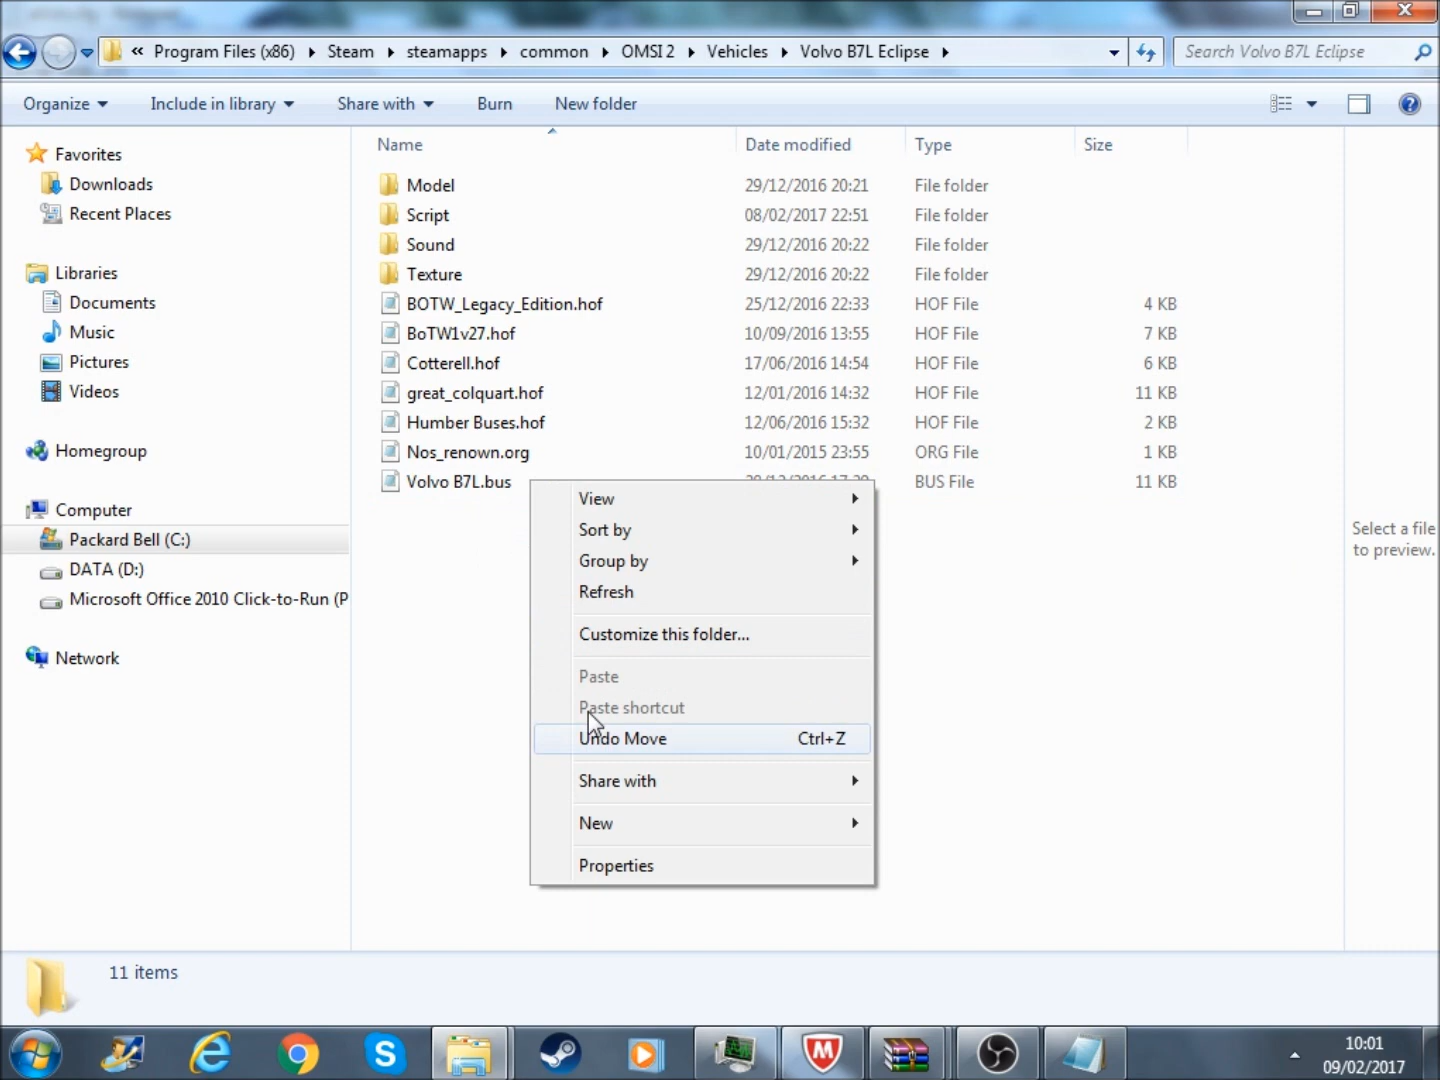 « Program Files (x86) ▸ Steam ▸ steamapps ▸ common ▸ OMSI 2 ▸ Vehicles ▸ Volvo B7L Eclipse ▸
Search Volvo B7L Eclipse
Organize Include in library Share with Burn New folder
Favorites
Downloads
Recent Places
Libraries
Documents
Music
Pictures
Videos
Homegroup
Computer
Packard Bell (C:)
DATA (D:)
Microsoft Office 2010 Click-to-Run (P
Network
Name Date modified Type Size
Model 29/12/2016 20:21 File folder
Script 08/02/2017 22:51 File folder
Sound 29/12/2016 20:22 File folder
Texture 29/12/2016 20:22 File folder
BOTW_Legacy_Edition.hof 25/12/2016 22:33 HOF File 4 KB
BoTW1v27.hof 10/09/2016 13:55 HOF File 7 KB
Cotterell.hof 17/06/2016 14:54 HOF File 6 KB
great_colquart.hof 12/01/2016 14:32 HOF File 11 KB
Humber Buses.hof 12/06/2016 15:32 HOF File 2 KB
Nos_renown.org 10/01/2015 23:55 ORG File 1 KB
Volvo B7L.bus BUS File 11 KB
View
Sort by
Group by
Refresh
Customize this folder...
Paste
Paste shortcut
Undo Move Ctrl+Z
Share with
New
Properties
Select a file
to preview.
11 items
10:01
09/02/2017